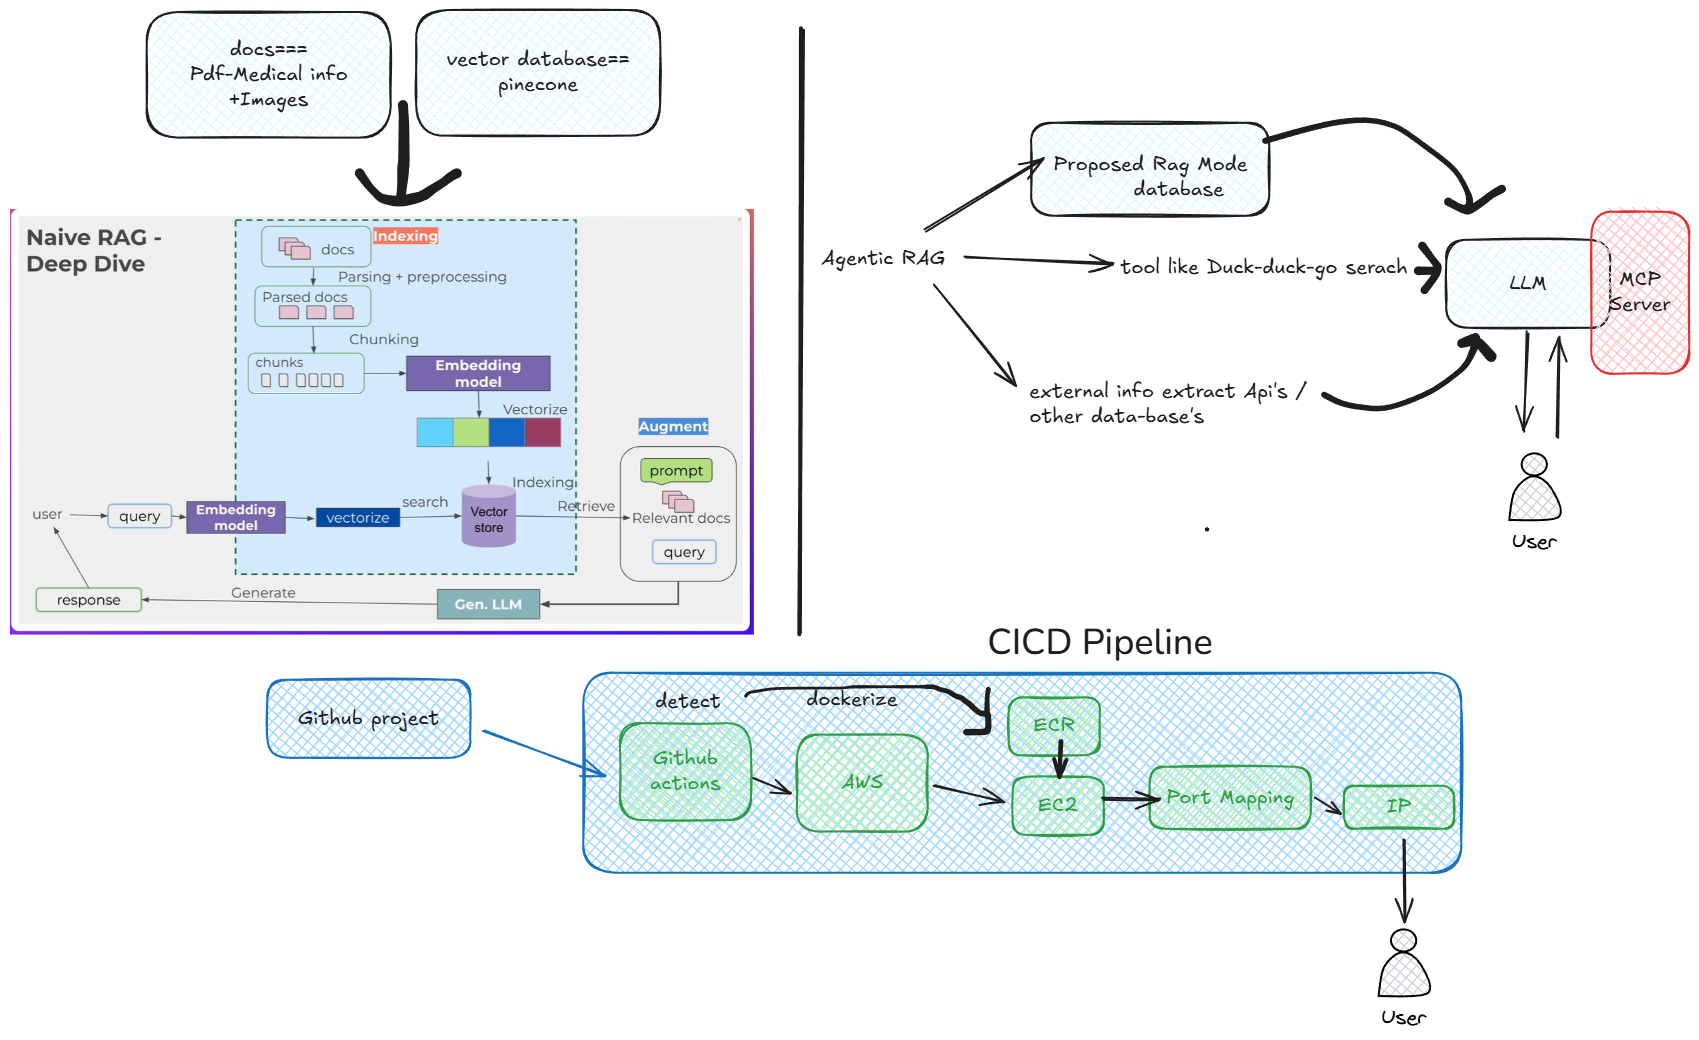 docs===
Pdf-Medical info
+Images
vector database==
pinecone
Naive RAG -
Deep Dive
Indexing
docs
Parsing + preprocessing
Parsed docs
Chunking
chunks
Embedding
model
Vectorize
Augment
prompt
Indexing
Relevant docs
query
user
query
Embedding
model
vectorize
search
Vector
store
Retrieve
response
Generate
Gen. LLM
Agentic RAG
Proposed Rag Mode
database
tool like Duck-duck-go serach
external info extract Api's /
other data-base's
LLM
MCP
Server
User
CICD Pipeline
Github project
detect
dockerize
Github
actions
AWS
ECR
EC2
Port Mapping
IP
User